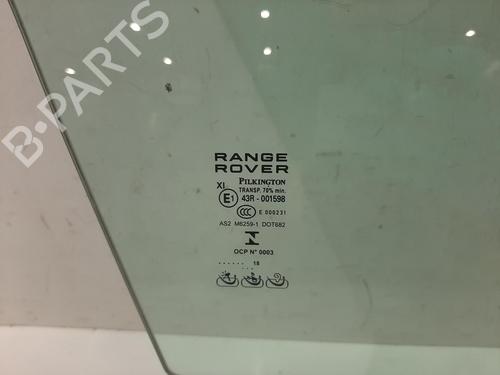 B-PARTS
RANGE
ROVER
XI PILKINGTON
TRANSP. 70% min.
E1 43R - 001598
CCC E 000231
AS2 M6259-1 DOT682
OCP N° 0003
...... 18
...